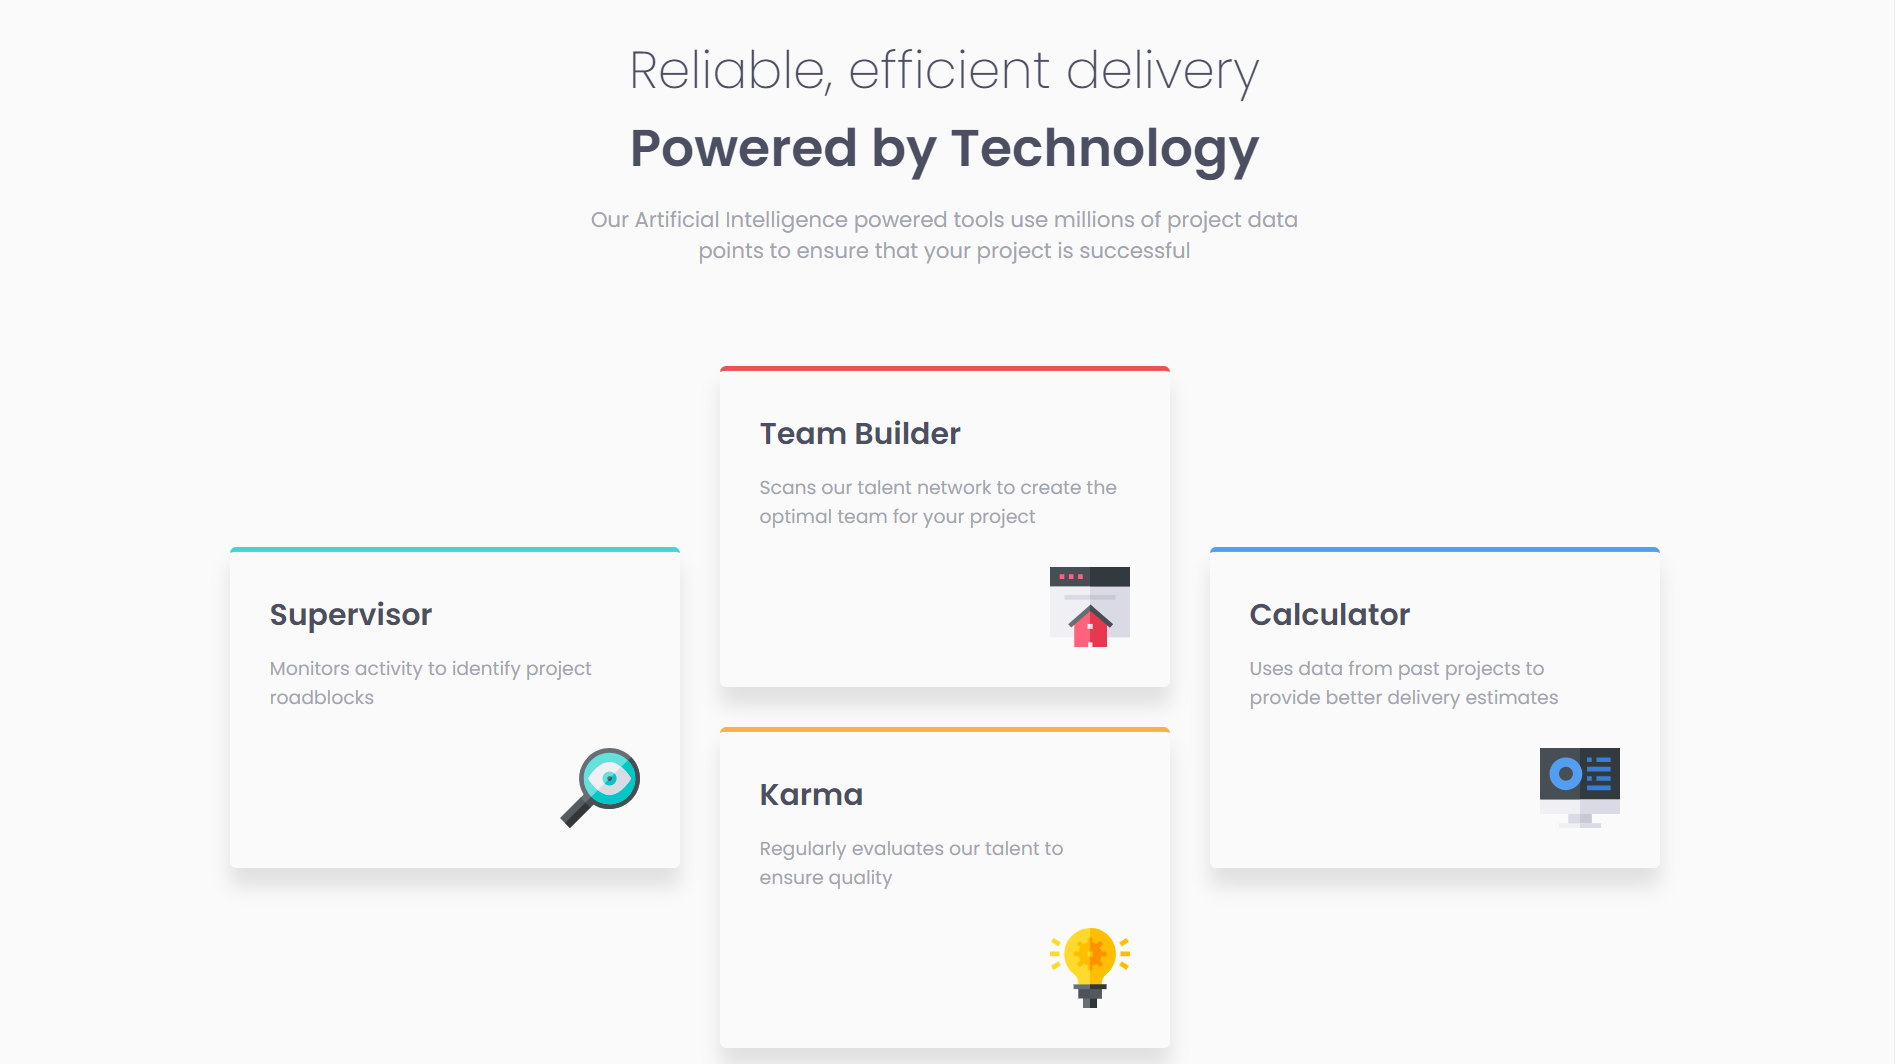 Reliable, efficient delivery
Powered by Technology
Our Artificial Intelligence powered tools use millions of project data
points to ensure that your project is successful
Supervisor
Monitors activity to identify project
roadblocks
Team Builder
Scans our talent network to create the
optimal team for your project
Karma
Regularly evaluates our talent to
ensure quality
Calculator
Uses data from past projects to
provide better delivery estimates